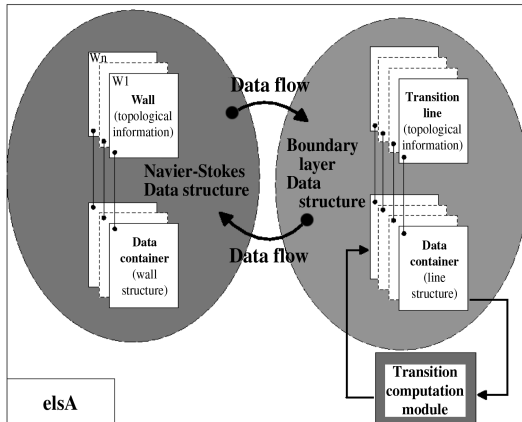 Wn
W1
Wall
(topological
information)
Navier-Stokes
Data structure
Data
container
(wall
structure)
Data flow
Data flow
Boundary
layer
Data
structure
Transition
line
(topological
information)
Data
container
(line
structure)
Transition
computation
module
elsA